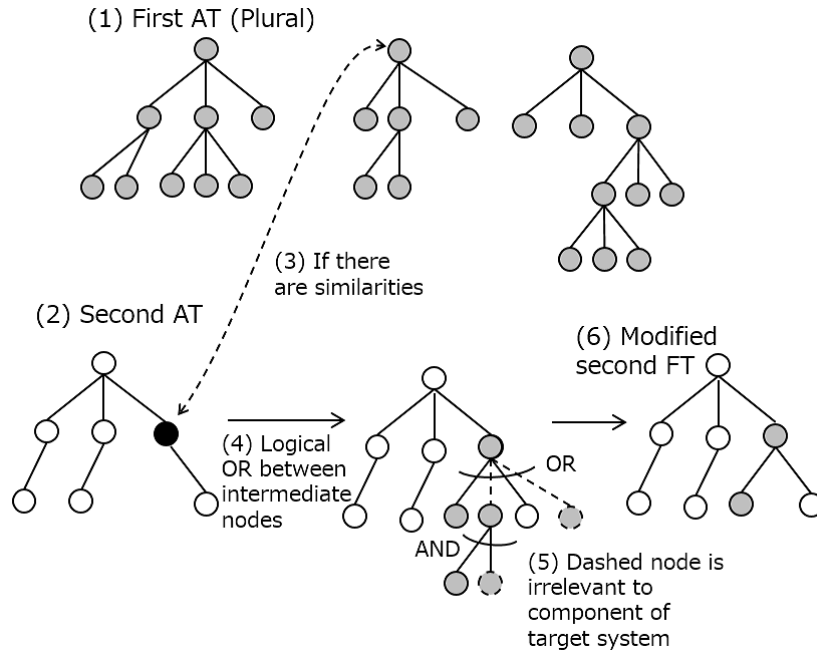 (1) First AT (Plural)
(3) If there
are similarities
(2) Second AT
(6) Modified
second FT
(4) Logical
OR between
intermediate
nodes
OR
AND
(5) Dashed node is
irrelevant to
component of
target system